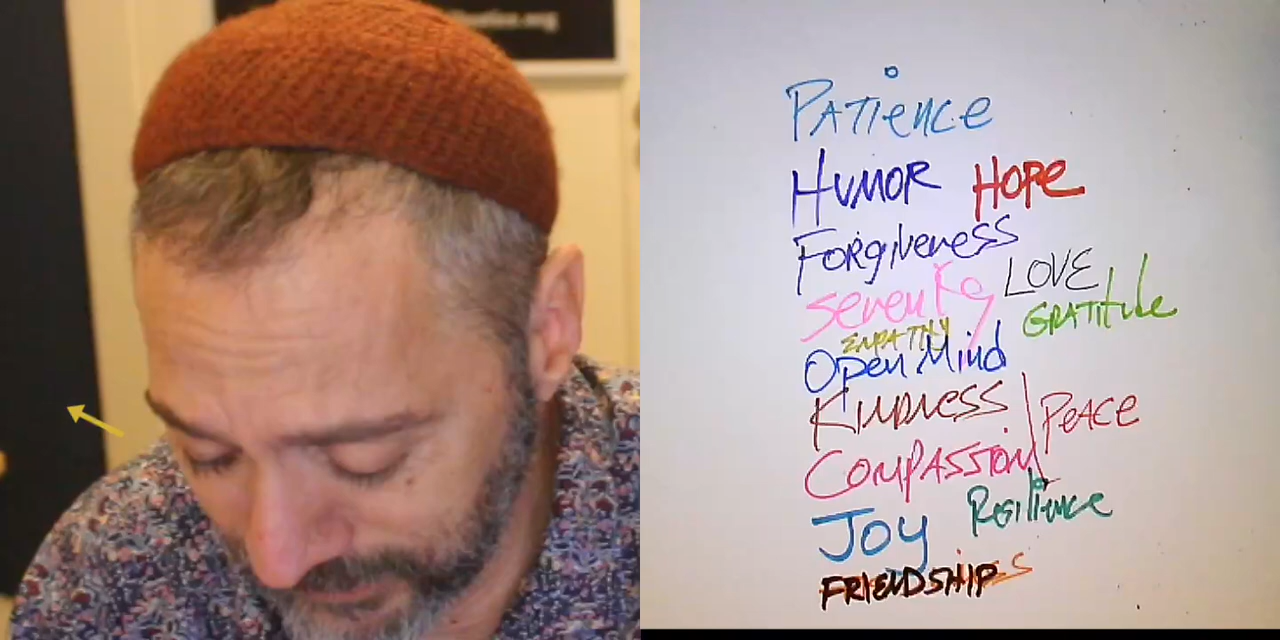 Patience
Humor Hope
Forgiveness
Serenity LOVE
GRATitude
EMPATHY
Open Mind
Kindness PEACE
Compassion
Resilience
Joy
FRIENDSHIPS